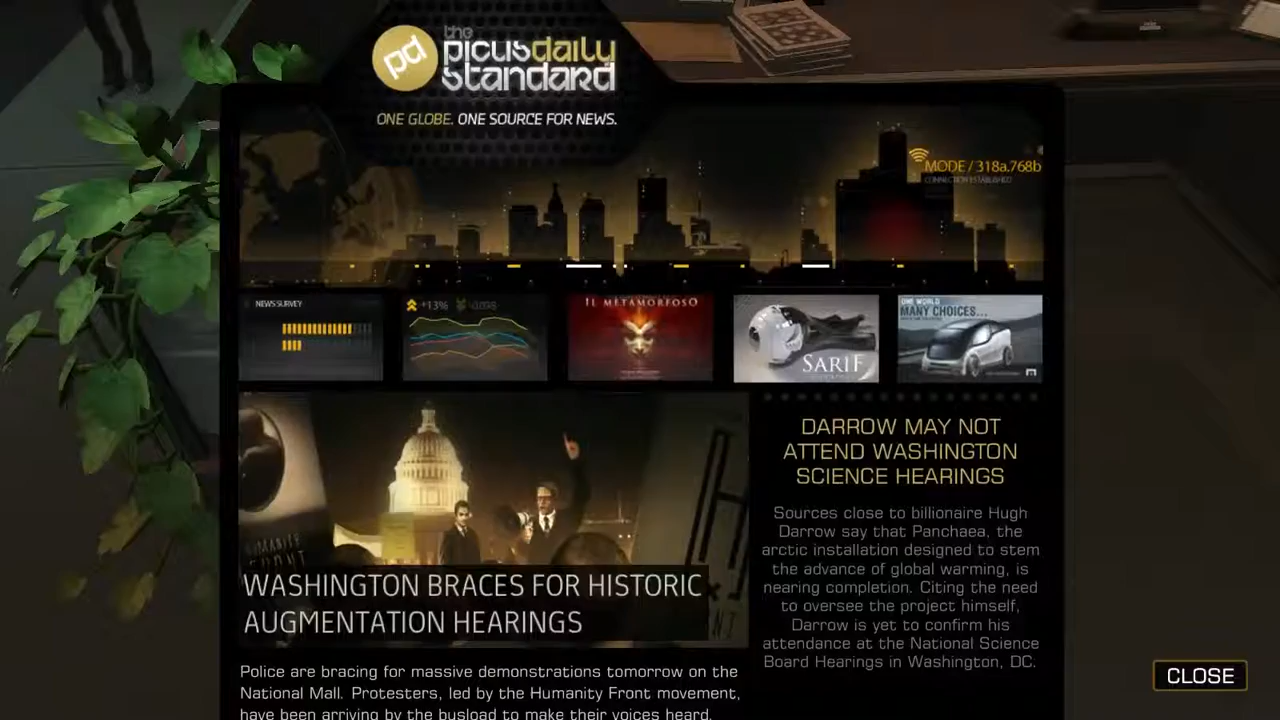 the
picusdaily
standard
pd
ONE GLOBE. ONE SOURCE FOR NEWS.
MODE / 318a.768b
CONNECTION ESTABLISHED
NEWS SURVEY
+13%
IL METAMORFOSO
SARIF
ONE WORLD
MANY CHOICES...
WASHINGTON BRACES FOR HISTORIC
AUGMENTATION HEARINGS
Police are bracing for massive demonstrations tomorrow on the
National Mall. Protesters, led by the Humanity Front movement,
have been arriving by the busload to make their voices heard.
DARROW MAY NOT
ATTEND WASHINGTON
SCIENCE HEARINGS
Sources close to billionaire Hugh
Darrow say that Panchaea, the
arctic installation designed to stem
the advance of global warming, is
nearing completion. Citing the need
to oversee the project himself,
Darrow is yet to confirm his
attendance at the National Science
Board Hearings in Washington, DC.
CLOSE